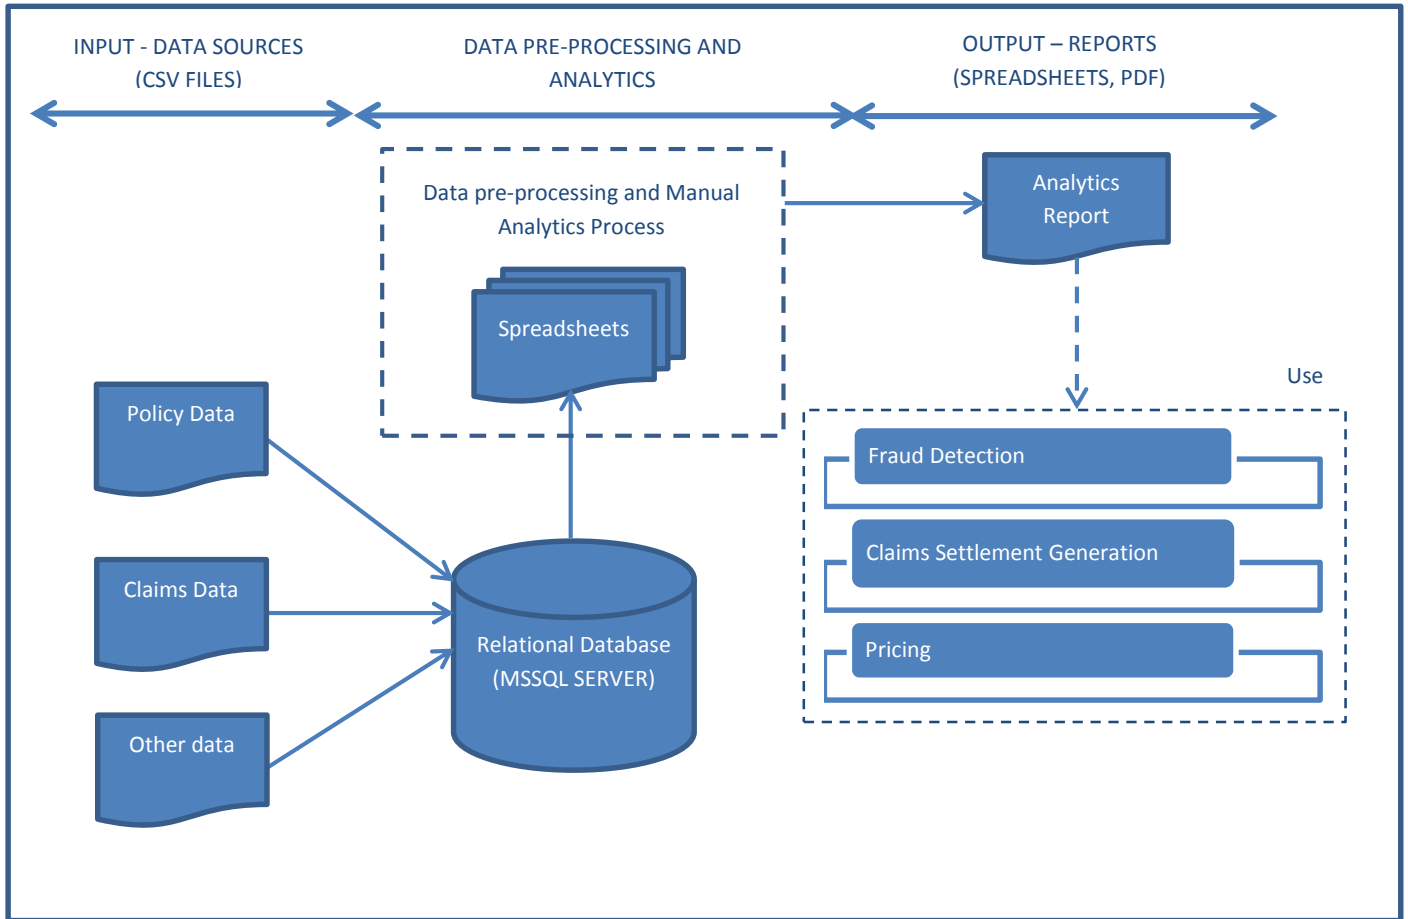 INPUT - DATA SOURCES
(CSV FILES)
DATA PRE-PROCESSING AND
ANALYTICS
OUTPUT – REPORTS
(SPREADSHEETS, PDF)
Data pre-processing and Manual
Analytics Process
Spreadsheets
Analytics
Report
Use
Policy Data
Claims Data
Other data
Relational Database
(MSSQL SERVER)
Fraud Detection
Claims Settlement Generation
Pricing